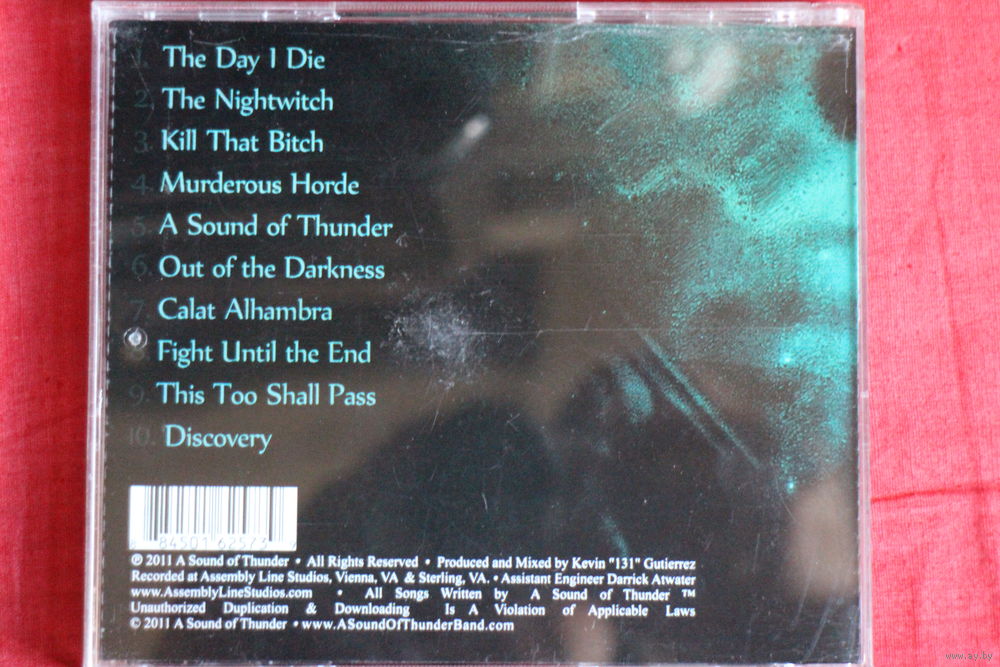 1. The Day I Die
2. The Nightwitch
3. Kill That Bitch
4. Murderous Horde
5. A Sound of Thunder
6. Out of the Darkness
7. Calat Alhambra
8. Fight Until the End
9. This Too Shall Pass
10. Discovery
℗ 2011 A Sound of Thunder • All Rights Reserved • Produced and Mixed by Kevin "131" Gutierrez
Recorded at Assembly Line Studios, Vienna, VA & Sterling, VA. • Assistant Engineer Darrick Atwater
www.AssemblyLineStudios.com • All Songs Written by A Sound of Thunder ™
Unauthorized Duplication & Downloading Is A Violation of Applicable Laws
© 2011 A Sound of Thunder • www.ASoundOfThunderBand.com
www.ay.by